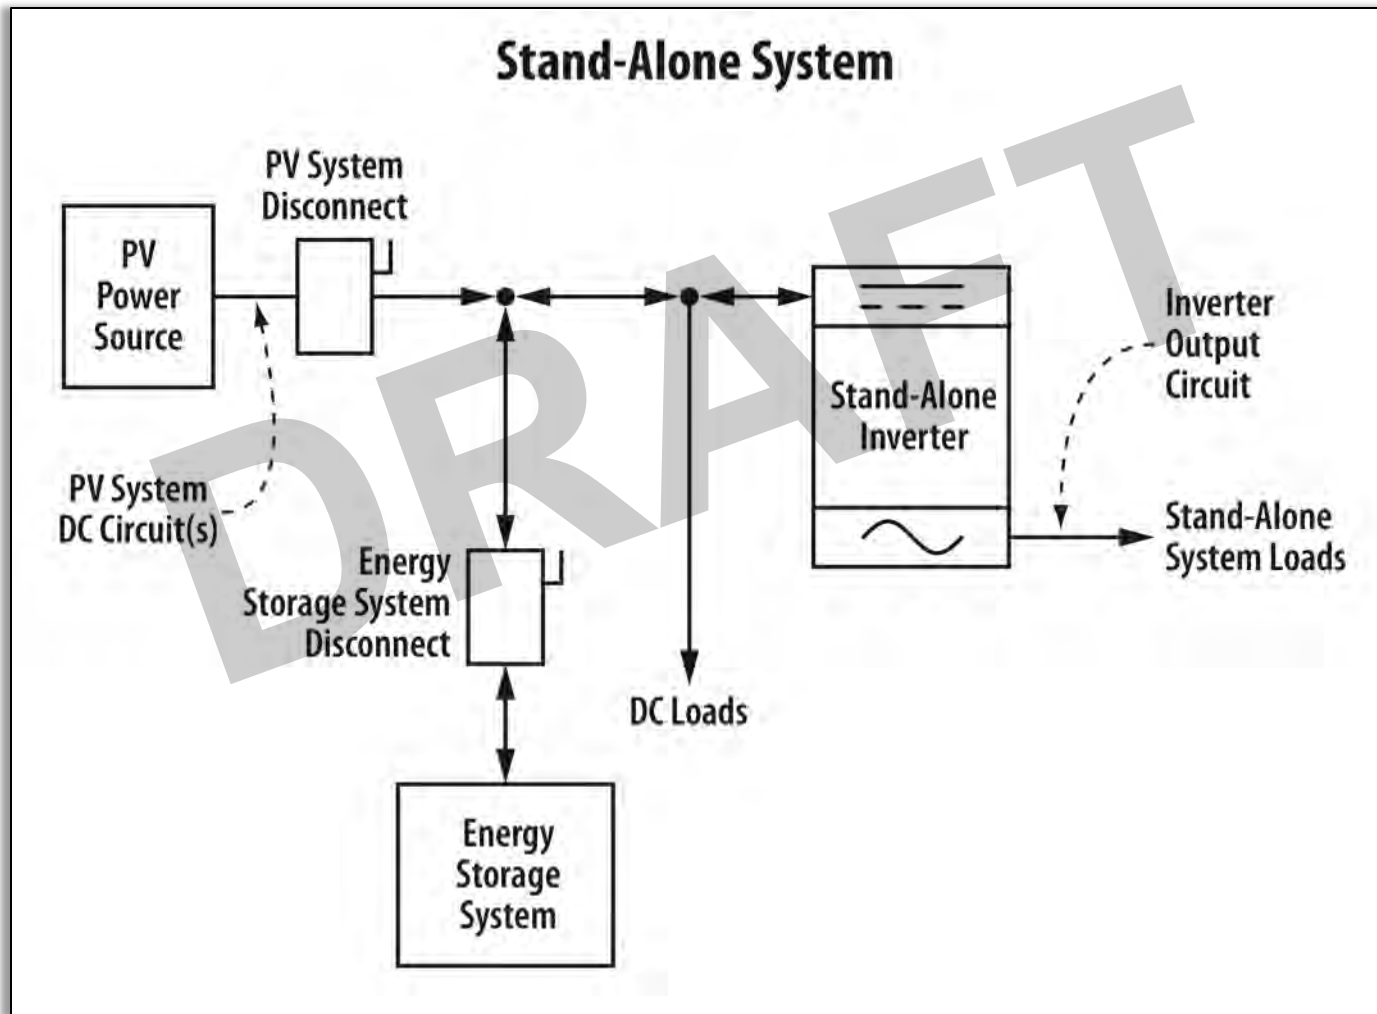 Stand-Alone System
PV System
Disconnect
PV
Power
Source
PV System
DC Circuit(s)
Energy
Storage System
Disconnect
Energy
Storage
System
DC Loads
Stand-Alone
Inverter
Inverter
Output
Circuit
Stand-Alone
System Loads
DRAFT